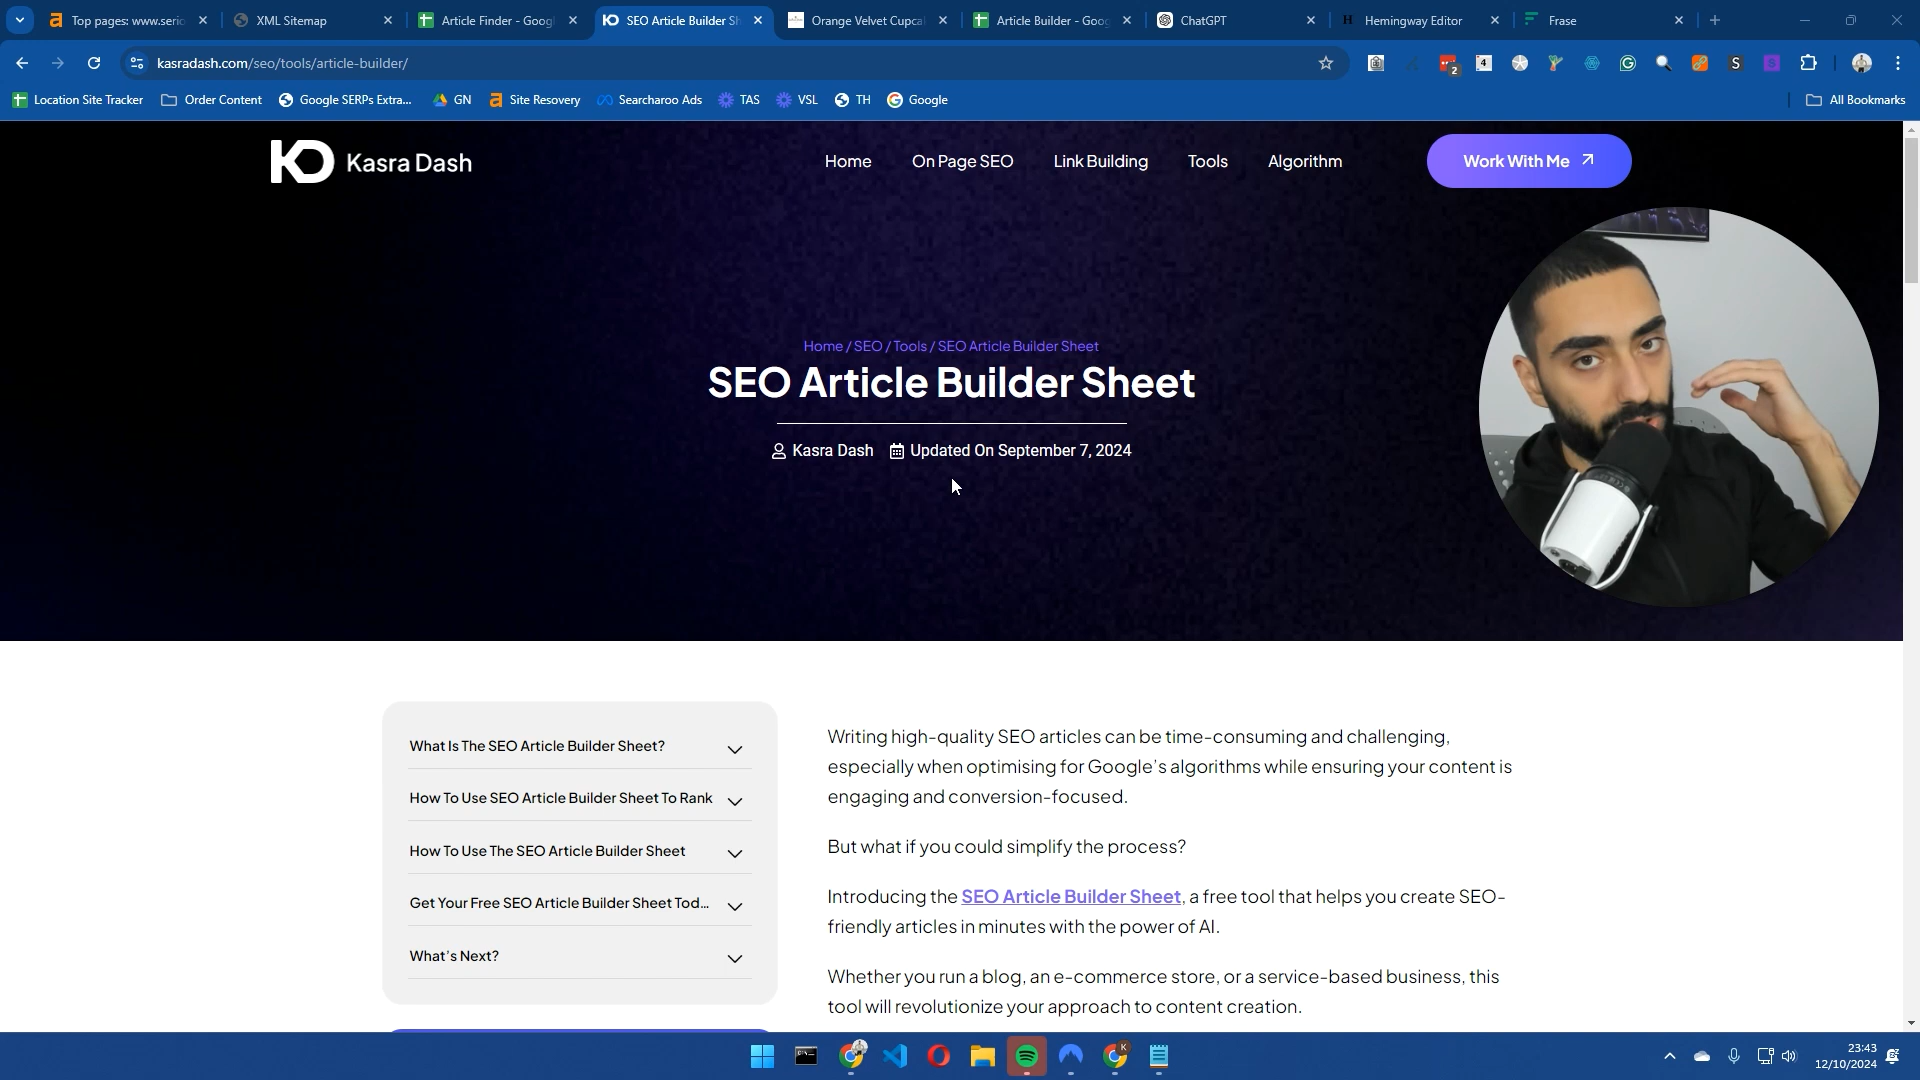 Top pages: www.serio
XML Sitemap
Article Finder - Googl
SEO Article Builder Sh
Orange Velvet Cupca
Article Builder - Goog
ChatGPT
Hemingway Editor
Frase
kasradash.com/seo/tools/article-builder/
2
4
Location Site Tracker
Order Content
Google SERPs Extra...
GN
Site Recovery
Searcharoo Ads
TAS
VSL
TH
Google
All Bookmarks
KD Kasra Dash
Home
On Page SEO
Link Building
Tools
Algorithm
Work With Me
Home / SEO / Tools / SEO Article Builder Sheet
SEO Article Builder Sheet
Kasra Dash Updated On September 7, 2024
What Is The SEO Article Builder Sheet?
How To Use SEO Article Builder Sheet To Rank
How To Use The SEO Article Builder Sheet
Get Your Free SEO Article Builder Sheet Tod...
What's Next?
Writing high-quality SEO articles can be time-consuming and challenging,
especially when optimising for Google's algorithms while ensuring your content is
engaging and conversion-focused.
But what if you could simplify the process?
Introducing the SEO Article Builder Sheet, a free tool that helps you create SEO-
friendly articles in minutes with the power of AI.
Whether you run a blog, an e-commerce store, or a service-based business, this
tool will revolutionize your approach to content creation.
23:43
12/10/2024